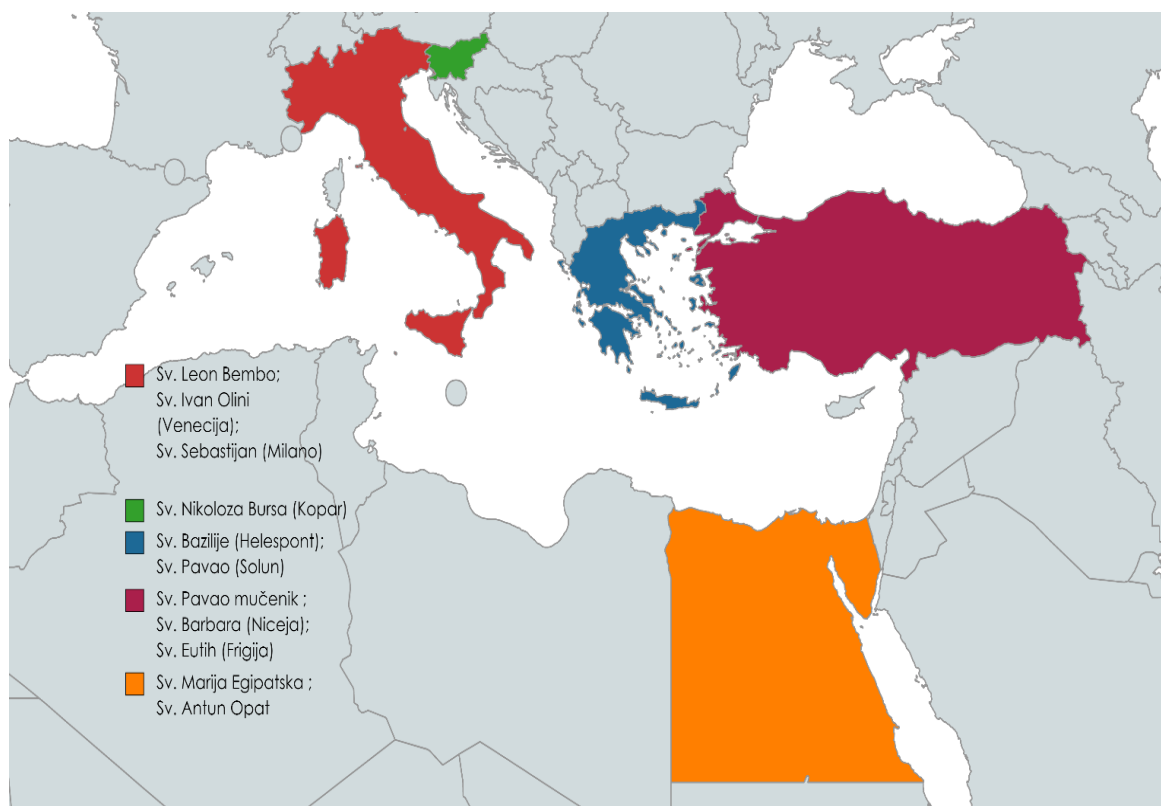 Sv. Leon Bembo;
Sv. Ivan Olini
(Venecija);
Sv. Sebastijan (Milano)
Sv. Nikoloza Bursa (Kopar)
Sv. Bazilije (Helespont);
Sv. Pavao (Solun)
Sv. Pavao mučenik ;
Sv. Barbara (Niceja);
Sv. Eutih (Frigija)
Sv. Marija Egipatska ;
Sv. Antun Opat